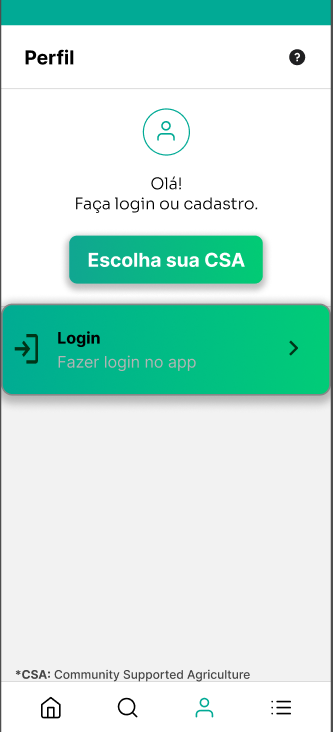 Perfil
Olá!
Faça login ou cadastro.
Escolha sua CSA
Login
Fazer login no app
*CSA: Community Supported Agriculture